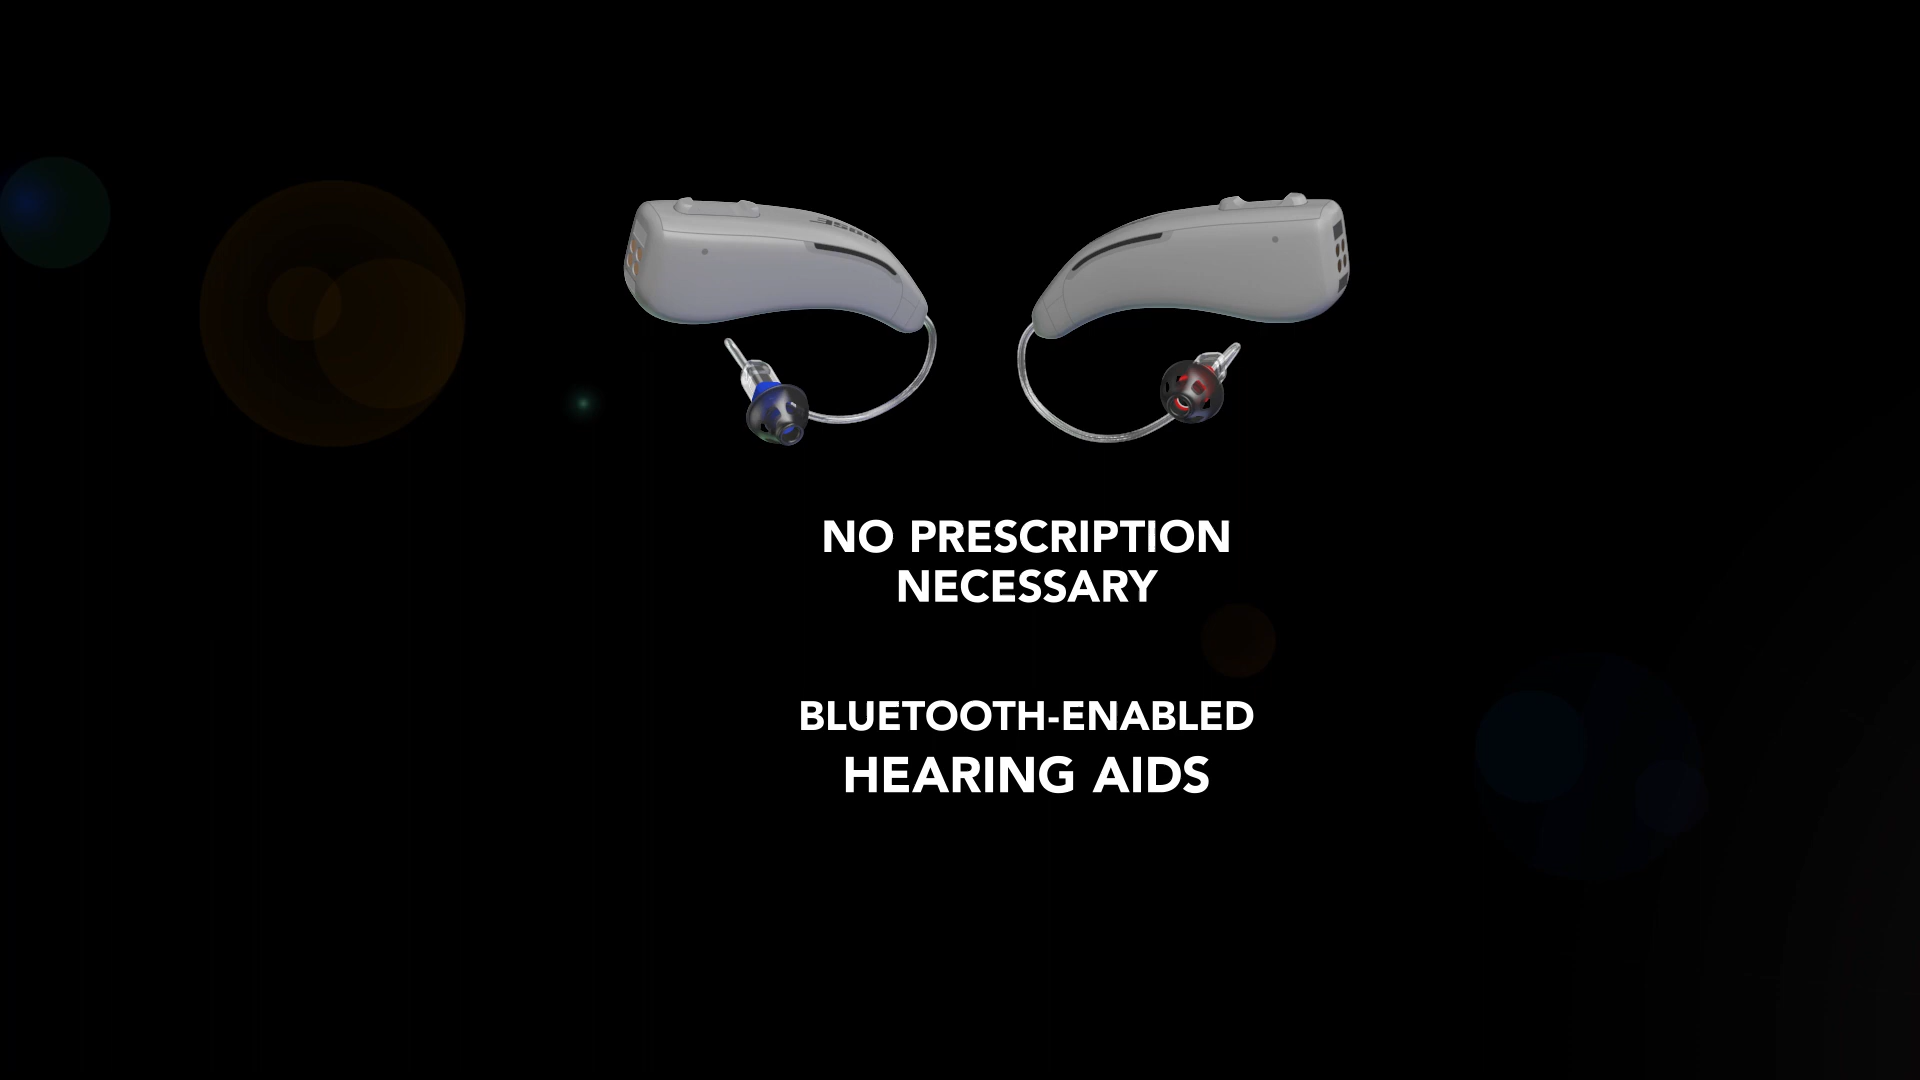 NO PRESCRIPTION
NECESSARY
BLUETOOTH-ENABLED
HEARING AIDS